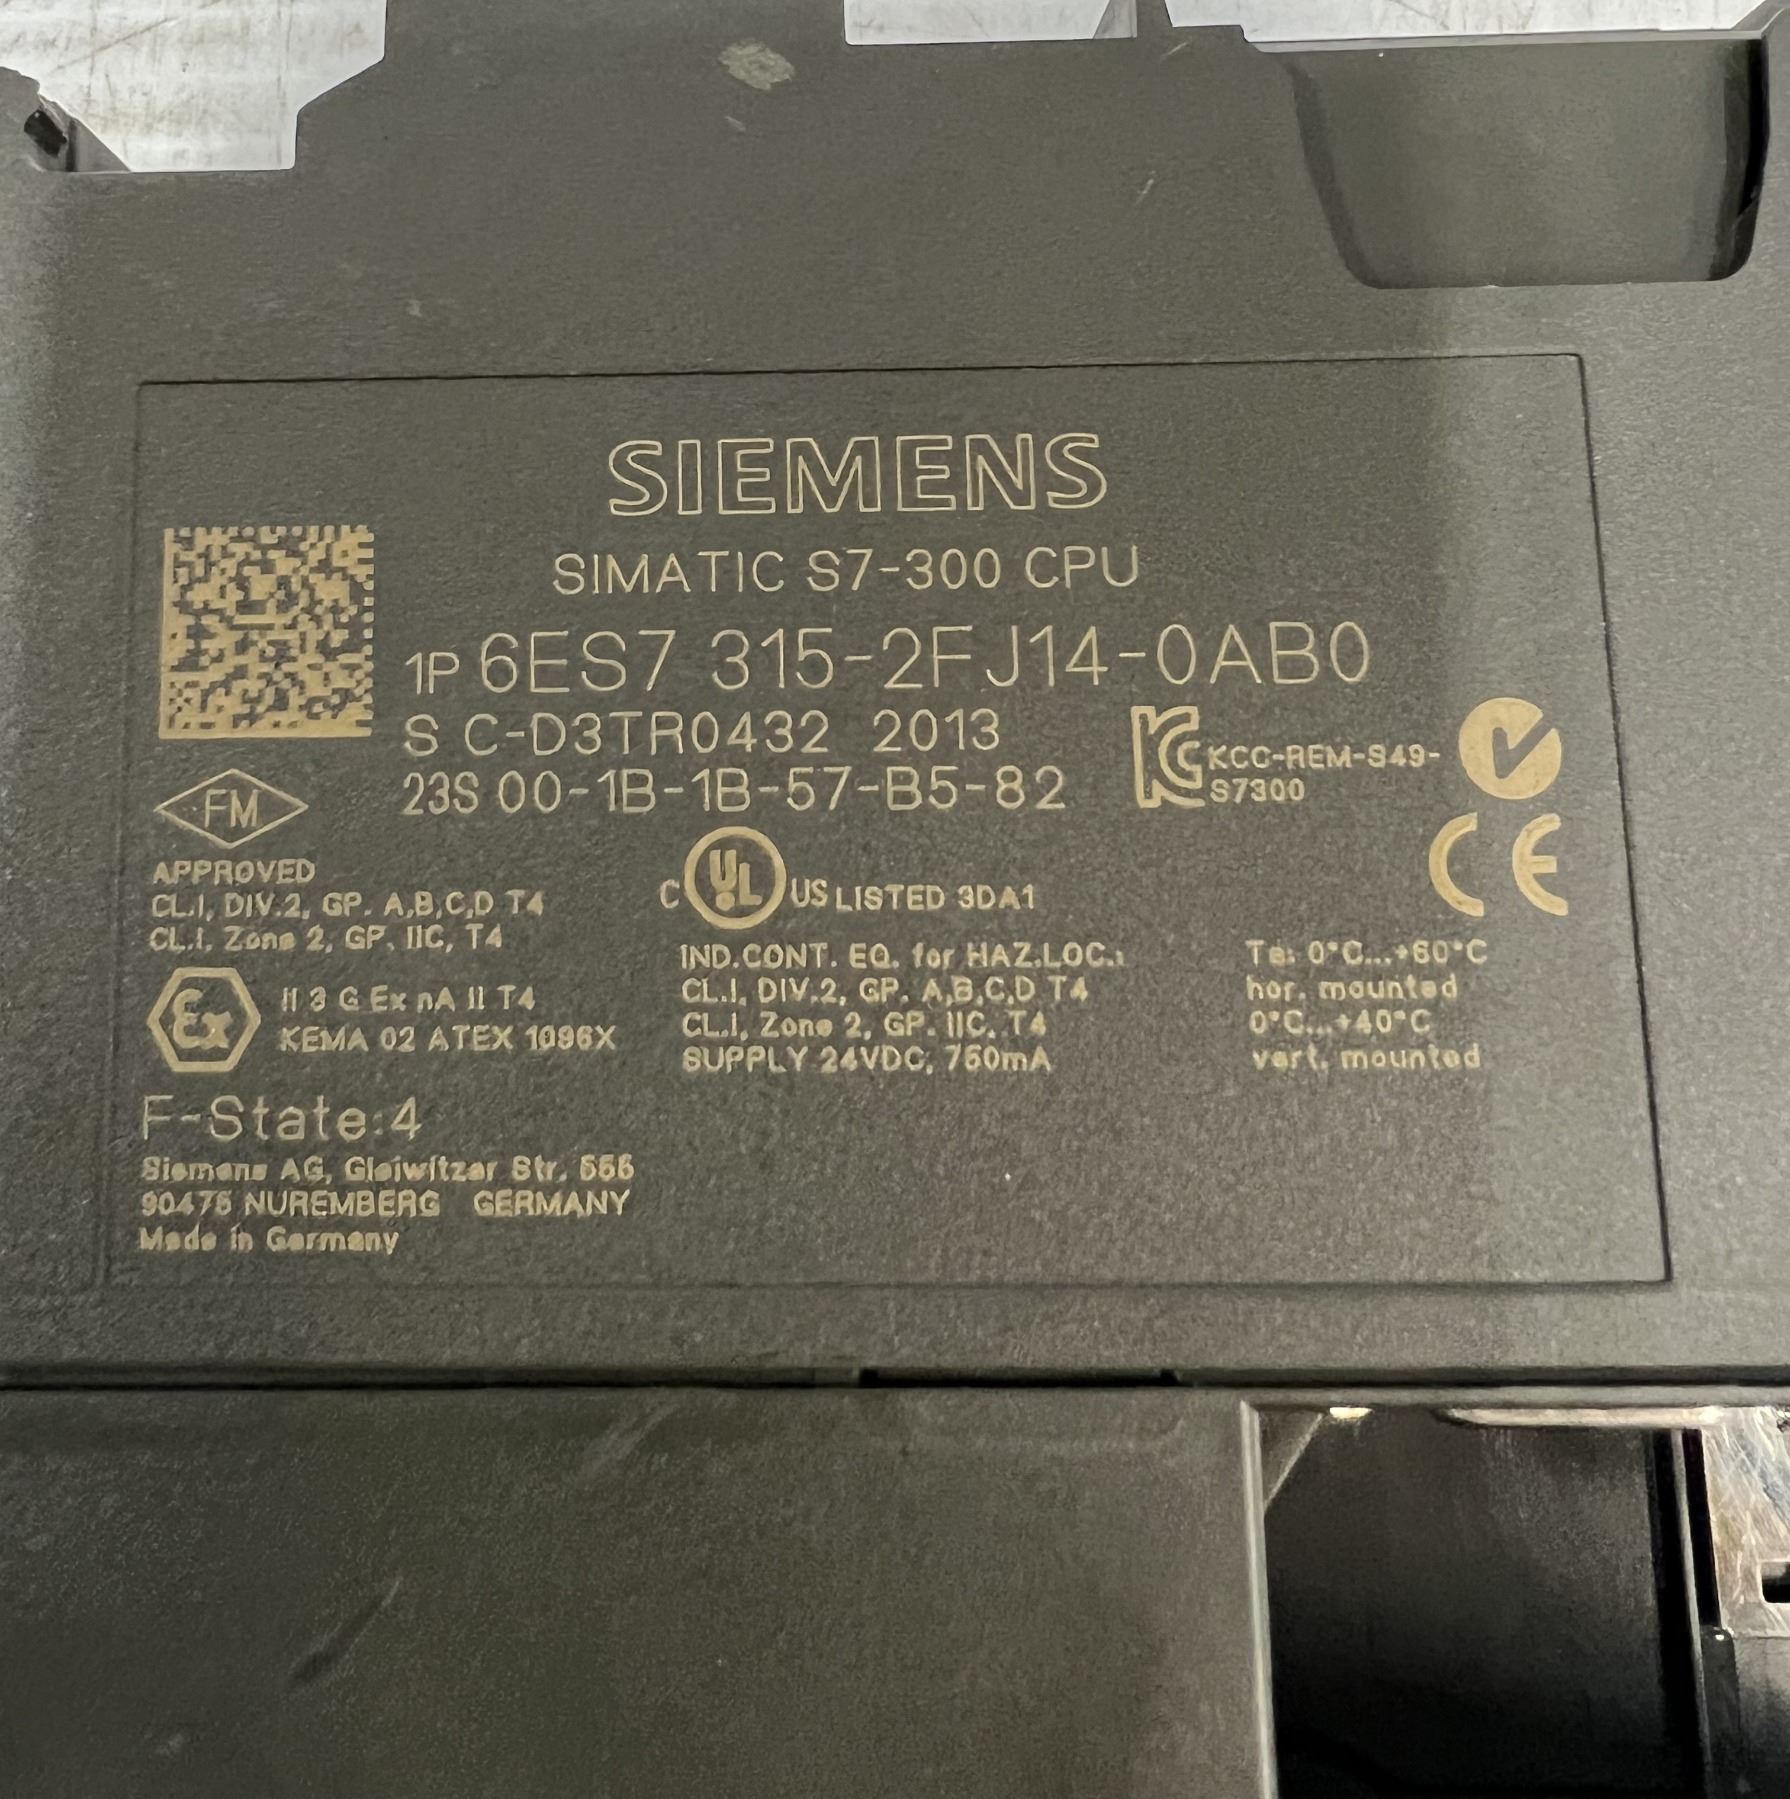 SIEMENS
SIMATIC S7-300 CPU
1P 6ES7 315-2FJ14-0AB0
S C-D3TR0432 2013
23S 00-1B-1B-57-B5-82
KCC-REM-S49-
S7300
FM
APPROVED
CL.I, DIV.2, GP. A,B,C,D T4
CL.I, Zone 2, GP. IIC, T4
Ex
II 3 G Ex nA II T4
KEMA 02 ATEX 1096X
C UL US LISTED 3DA1
IND.CONT. EQ. for HAZ.LOC.:
CL.I, DIV.2, GP. A,B,C,D T4
CL.I, Zone 2, GP. IIC, T4
SUPPLY 24VDC, 750mA
CE
Ta: 0°C...+60°C
hor. mounted
0°C...+40°C
vert. mounted
F-State:4
Siemens AG, Gleiwitzer Str. 555
90475 NUREMBERG GERMANY
Made in Germany